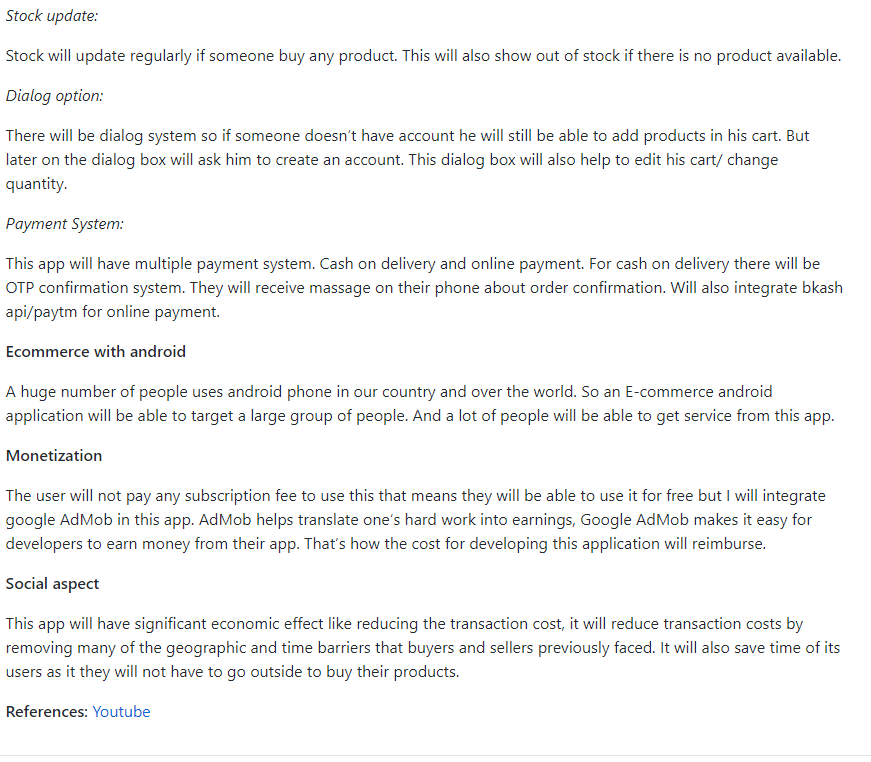 Stock update:
Stock will update regularly if someone buy any product. This will also show out of stock if there is no product available.
Dialog option:
There will be dialog system so if someone doesn't have account he will still be able to add products in his cart. But
later on the dialog box will ask him to create an account. This dialog box will also help to edit his cart/ change
quantity.
Payment System:
This app will have multiple payment system. Cash on delivery and online payment. For cash on delivery there will be
OTP confirmation system. They will receive massage on their phone about order confirmation. Will also integrate bkash
api/paytm for online payment.
Ecommerce with android
A huge number of people uses android phone in our country and over the world. So an E-commerce android
application will be able to target a large group of people. And a lot of people will be able to get service from this app.
Monetization
The user will not pay any subscription fee to use this that means they will be able to use it for free but I will integrate
google AdMob in this app. AdMob helps translate one's hard work into earnings, Google AdMob makes it easy for
developers to earn money from their app. That's how the cost for developing this application will reimburse.
Social aspect
This app will have significant economic effect like reducing the transaction cost, it will reduce transaction costs by
removing many of the geographic and time barriers that buyers and sellers previously faced. It will also save time of its
users as it they will not have to go outside to buy their products.
References: Youtube